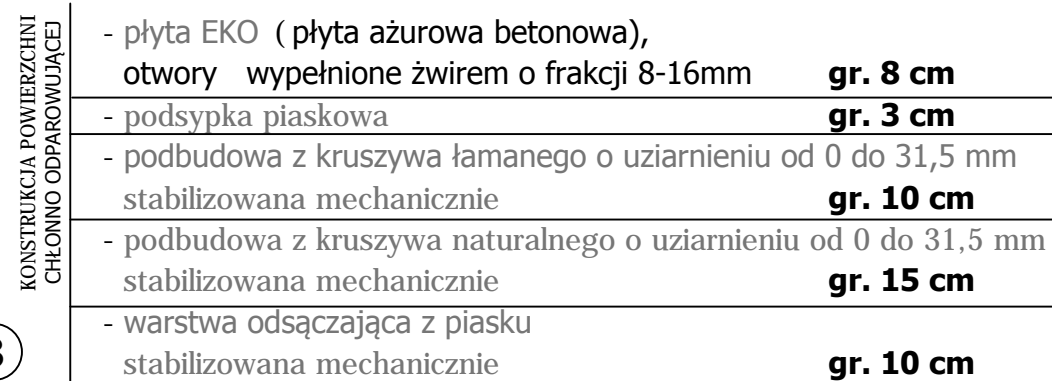 KONSTRUKCJA POWIERZCHNI
CHŁONNO ODPAROWUJĄCEJ
- płyta EKO ( płyta ażurowa betonowa),
otwory wypełnione żwirem o frakcji 8-16mm gr. 8 cm
- podsypka piaskowa gr. 3 cm
- podbudowa z kruszywa łamanego o uziarnieniu od 0 do 31,5 mm
stabilizowana mechanicznie gr. 10 cm
- podbudowa z kruszywa naturalnego o uziarnieniu od 0 do 31,5 mm
stabilizowana mechanicznie gr. 15 cm
- warstwa odsączająca z piasku
stabilizowana mechanicznie gr. 10 cm